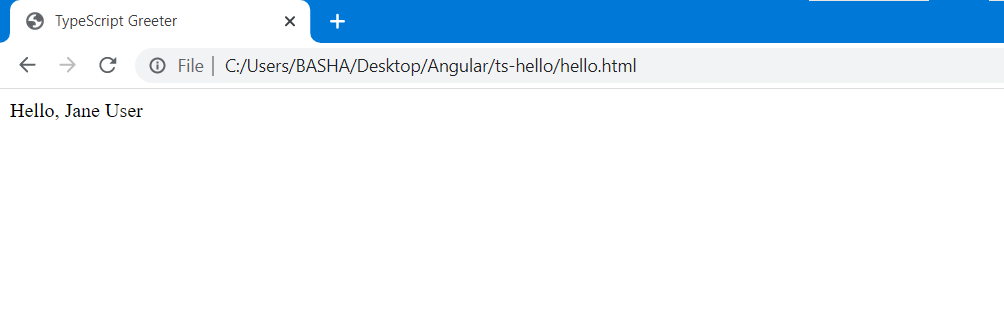 TypeScript Greeter
File | C:/Users/BASHA/Desktop/Angular/ts-hello/hello.html
Hello, Jane User